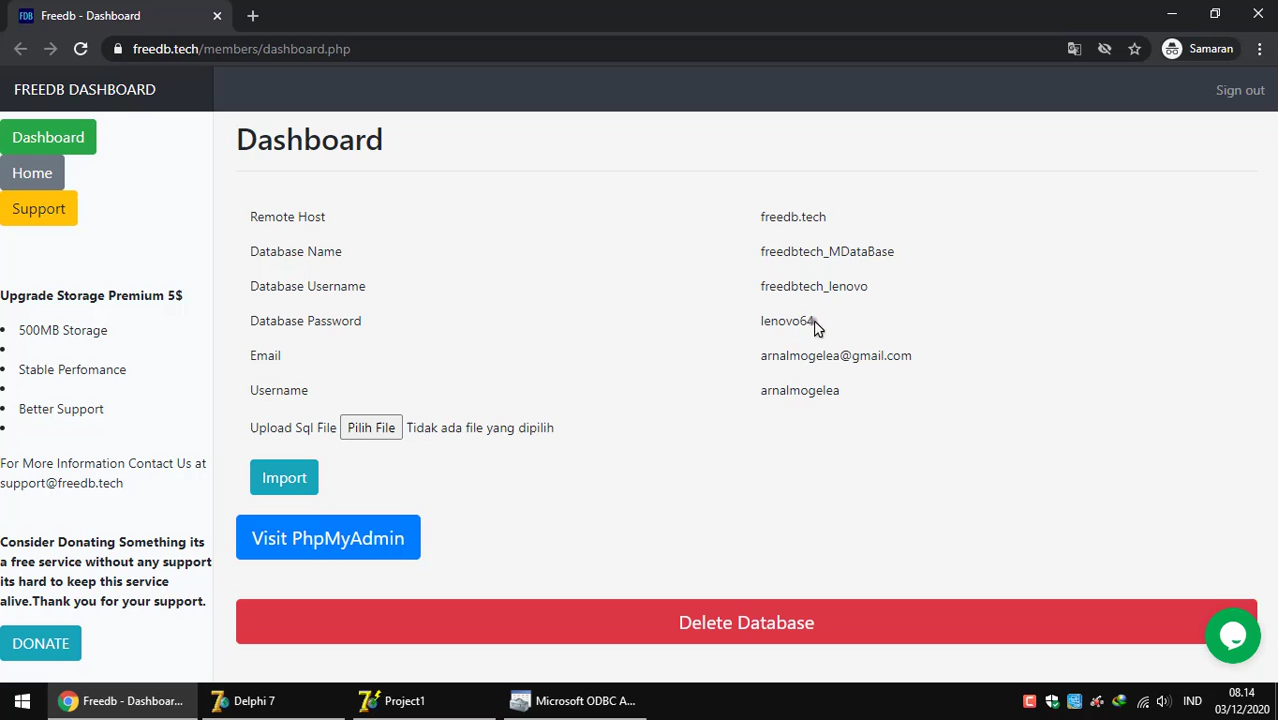 Freedb - Dashboard
freedb.tech/members/dashboard.php
Samaran
FREEDB DASHBOARD
Sign out
Dashboard
Home
Support
Upgrade Storage Premium 5$
500MB Storage
Stable Perfomance
Better Support
For More Information Contact Us at
support@freedb.tech
Consider Donating Something its
a free service without any support
its hard to keep this service
alive.Thank you for your support.
DONATE
Dashboard
Remote Host freedb.tech
Database Name freedbtech_MDataBase
Database Username freedbtech_lenovo
Database Password lenovo64
Email arnalmogelea@gmail.com
Username arnalmogelea
Upload Sql File Pilih File Tidak ada file yang dipilih
Import
Visit PhpMyAdmin
Delete Database
Freedb - Dashboar...
Delphi 7
Project1
Microsoft ODBC A...
IND
08.14
03/12/2020